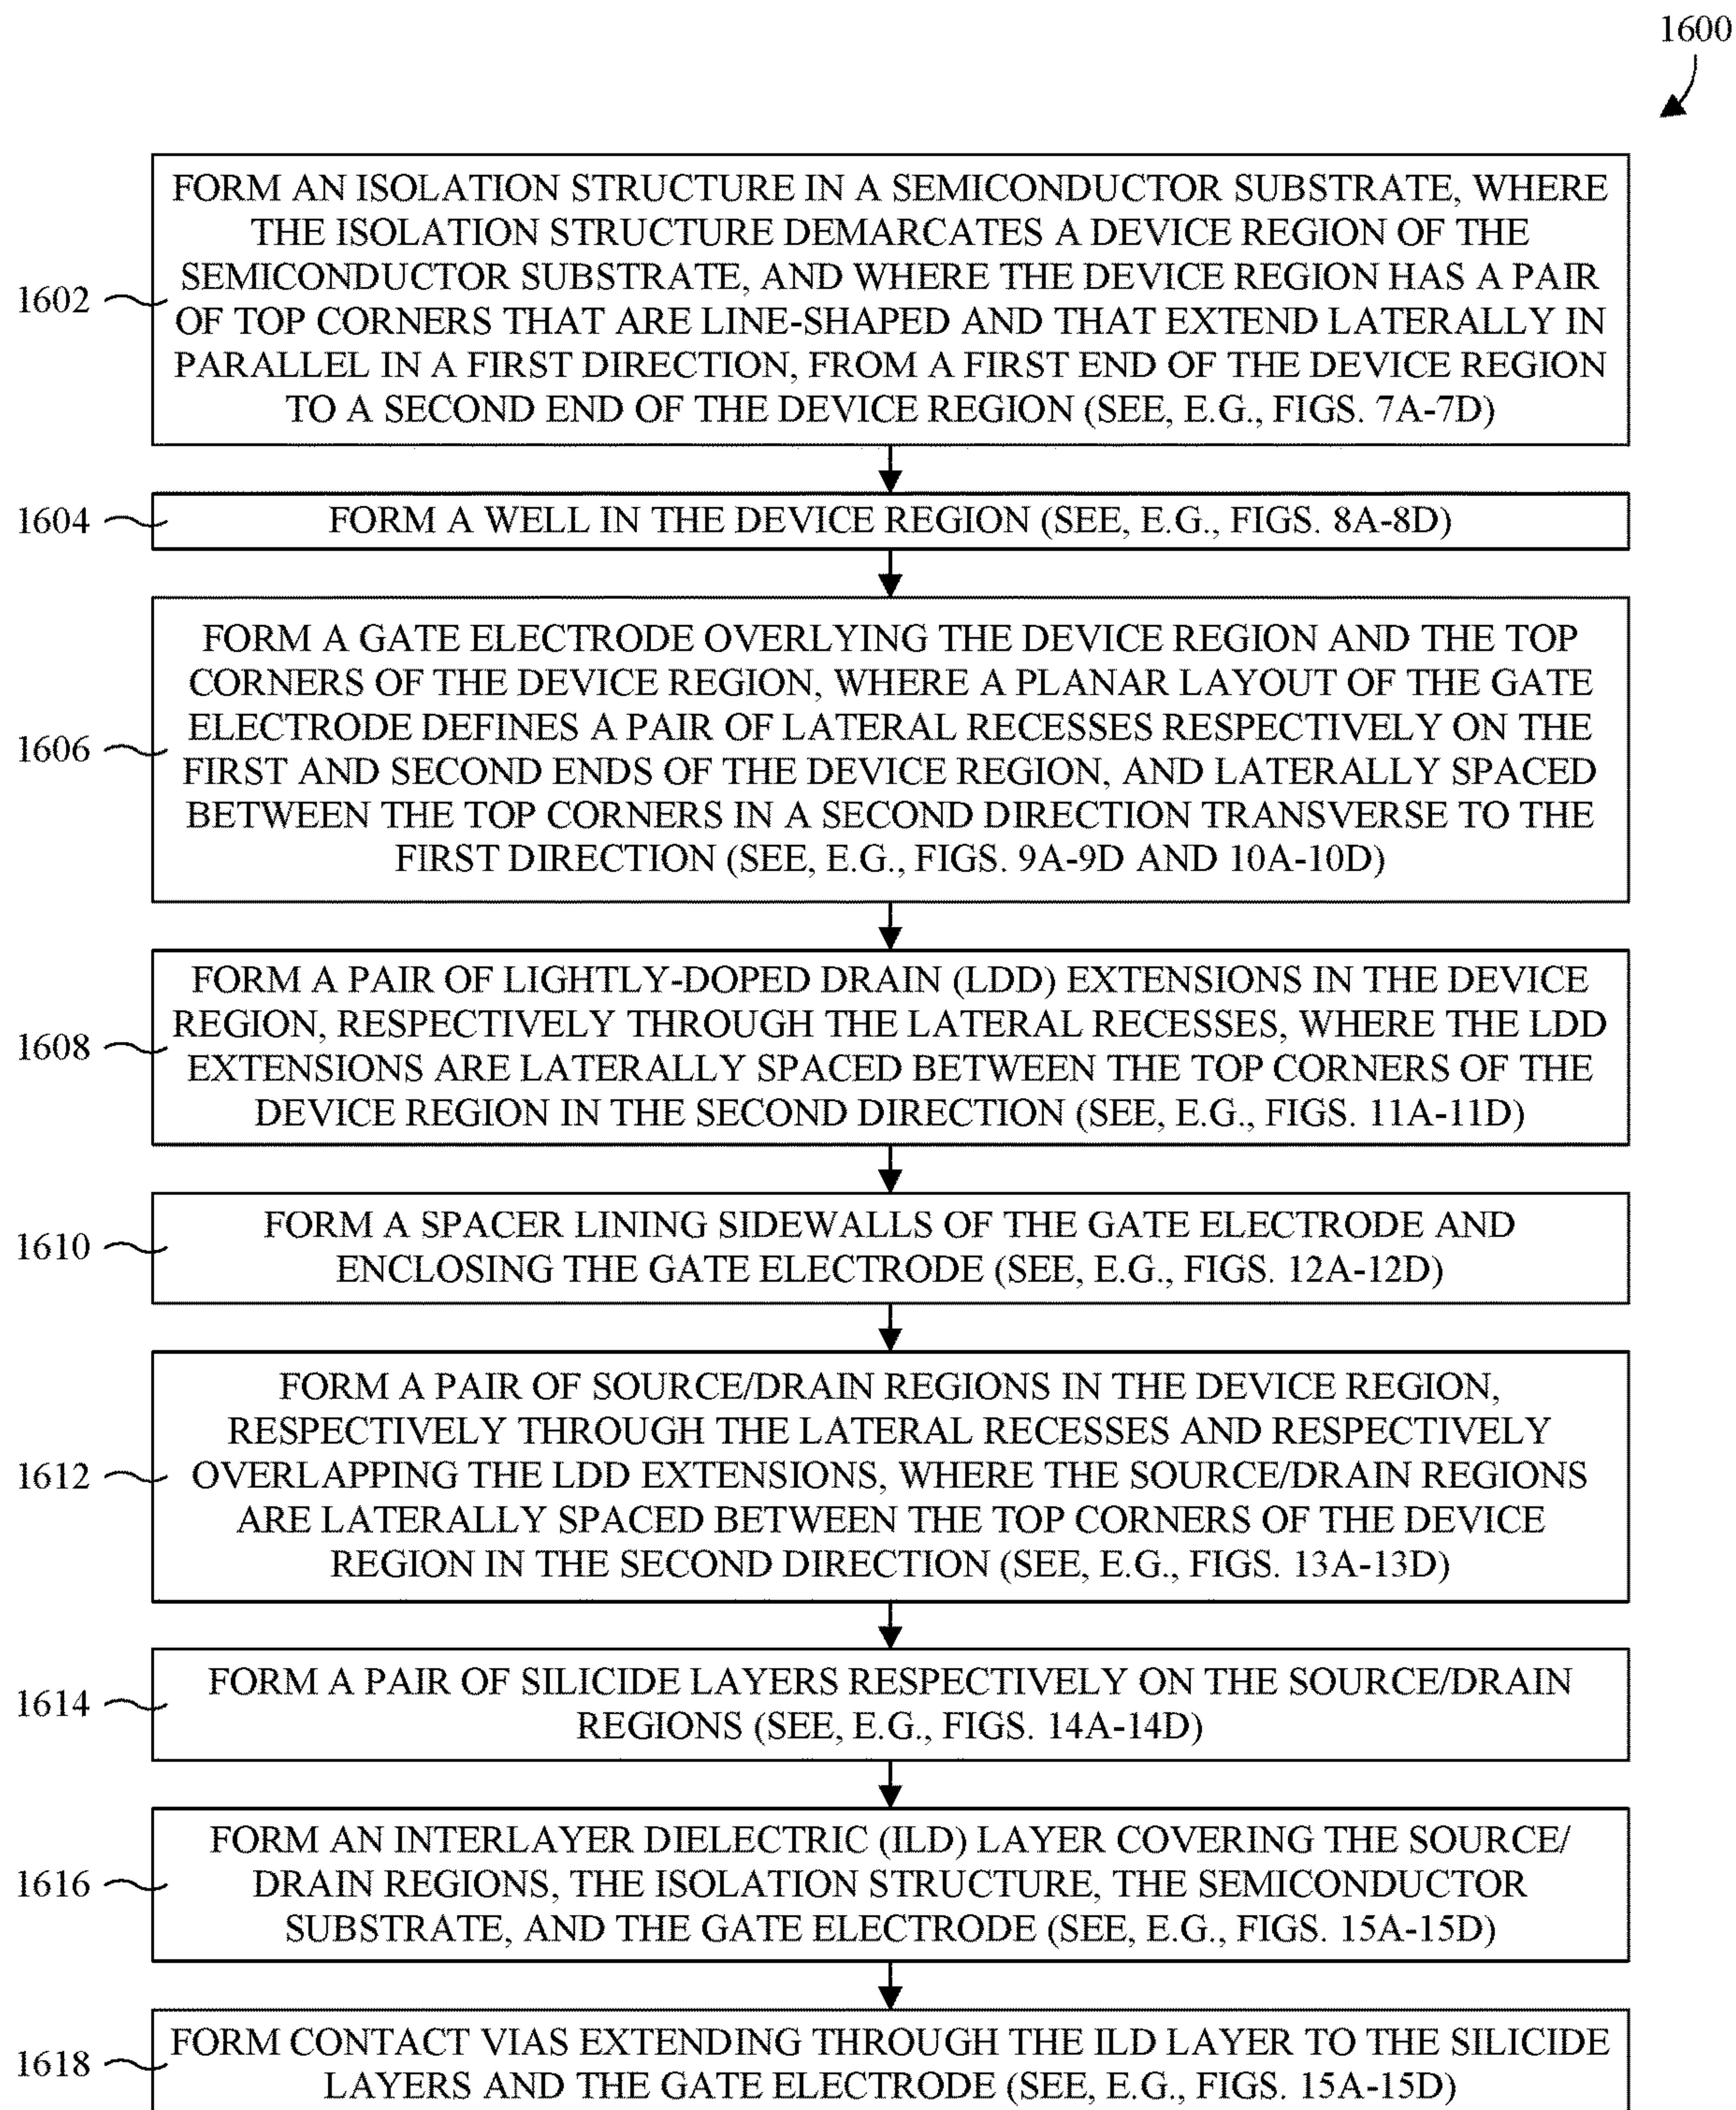 1600
FORM AN ISOLATION STRUCTURE IN A SEMICONDUCTOR SUBSTRATE, WHERE
THE ISOLATION STRUCTURE DEMARCATES A DEVICE REGION OF THE
SEMICONDUCTOR SUBSTRATE, AND WHERE THE DEVICE REGION HAS A PAIR
1602
OF TOP CORNERS THAT ARE LINE-SHAPED AND THAT EXTEND LATERALLY IN
PARALLEL IN A FIRST DIRECTION, FROM A FIRST END OF THE DEVICE REGION
TO A SECOND END OF THE DEVICE REGION (SEE, E.G., FIGS. 7A-7D)
1604
FORM A WELL IN THE DEVICE REGION (SEE, E.G., FIGS. 8A-8D)
FORM A GATE ELECTRODE OVERLYING THE DEVICE REGION AND THE TOP
CORNERS OF THE DEVICE REGION, WHERE A PLANAR LAYOUT OF THE GATE
ELECTRODE DEFINES A PAIR OF LATERAL RECESSES RESPECTIVELY ON THE
1606
FIRST AND SECOND ENDS OF THE DEVICE REGION, AND LATERALLY SPACED
BETWEEN THE TOP CORNERS IN A SECOND DIRECTION TRANSVERSE TO THE
FIRST DIRECTION (SEE, E.G., FIGS. 9A-9D AND 10A-10D)
FORM A PAIR OF LIGHTLY-DOPED DRAIN (LDD) EXTENSIONS IN THE DEVICE
REGION, RESPECTIVELY THROUGH THE LATERAL RECESSES, WHERE THE LDD
1608
EXTENSIONS ARE LATERALLY SPACED BETWEEN THE TOP CORNERS OF THE
DEVICE REGION IN THE SECOND DIRECTION (SEE, E.G., FIGS. 11A-11D)
1610
FORM A SPACER LINING SIDEWALLS OF THE GATE ELECTRODE AND
ENCLOSING THE GATE ELECTRODE (SEE, E.G., FIGS. 12A-12D)
FORM A PAIR OF SOURCE/DRAIN REGIONS IN THE DEVICE REGION,
RESPECTIVELY THROUGH THE LATERAL RECESSES AND RESPECTIVELY
1612
OVERLAPPING THE LDD EXTENSIONS, WHERE THE SOURCE/DRAIN REGIONS
ARE LATERALLY SPACED BETWEEN THE TOP CORNERS OF THE DEVICE
REGION IN THE SECOND DIRECTION (SEE, E.G., FIGS. 13A-13D)
1614
FORM A PAIR OF SILICIDE LAYERS RESPECTIVELY ON THE SOURCE/DRAIN
REGIONS (SEE, E.G., FIGS. 14A-14D)
FORM AN INTERLAYER DIELECTRIC (ILD) LAYER COVERING THE SOURCE/
1616
DRAIN REGIONS, THE ISOLATION STRUCTURE, THE SEMICONDUCTOR
SUBSTRATE, AND THE GATE ELECTRODE (SEE, E.G., FIGS. 15A-15D)
1618
FORM CONTACT VIAS EXTENDING THROUGH THE ILD LAYER TO THE SILICIDE
LAYERS AND THE GATE ELECTRODE (SEE, E.G., FIGS. 15A-15D)